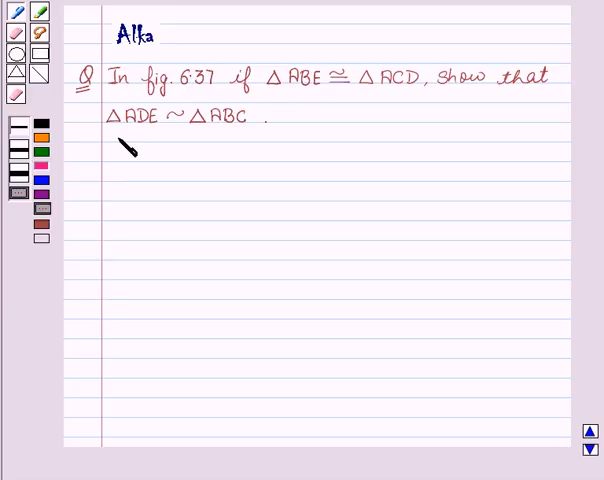 Alka
Q In fig. 6.37 if △ ABE ≅ △ ACD, show that
△ADE ~ △ABC .